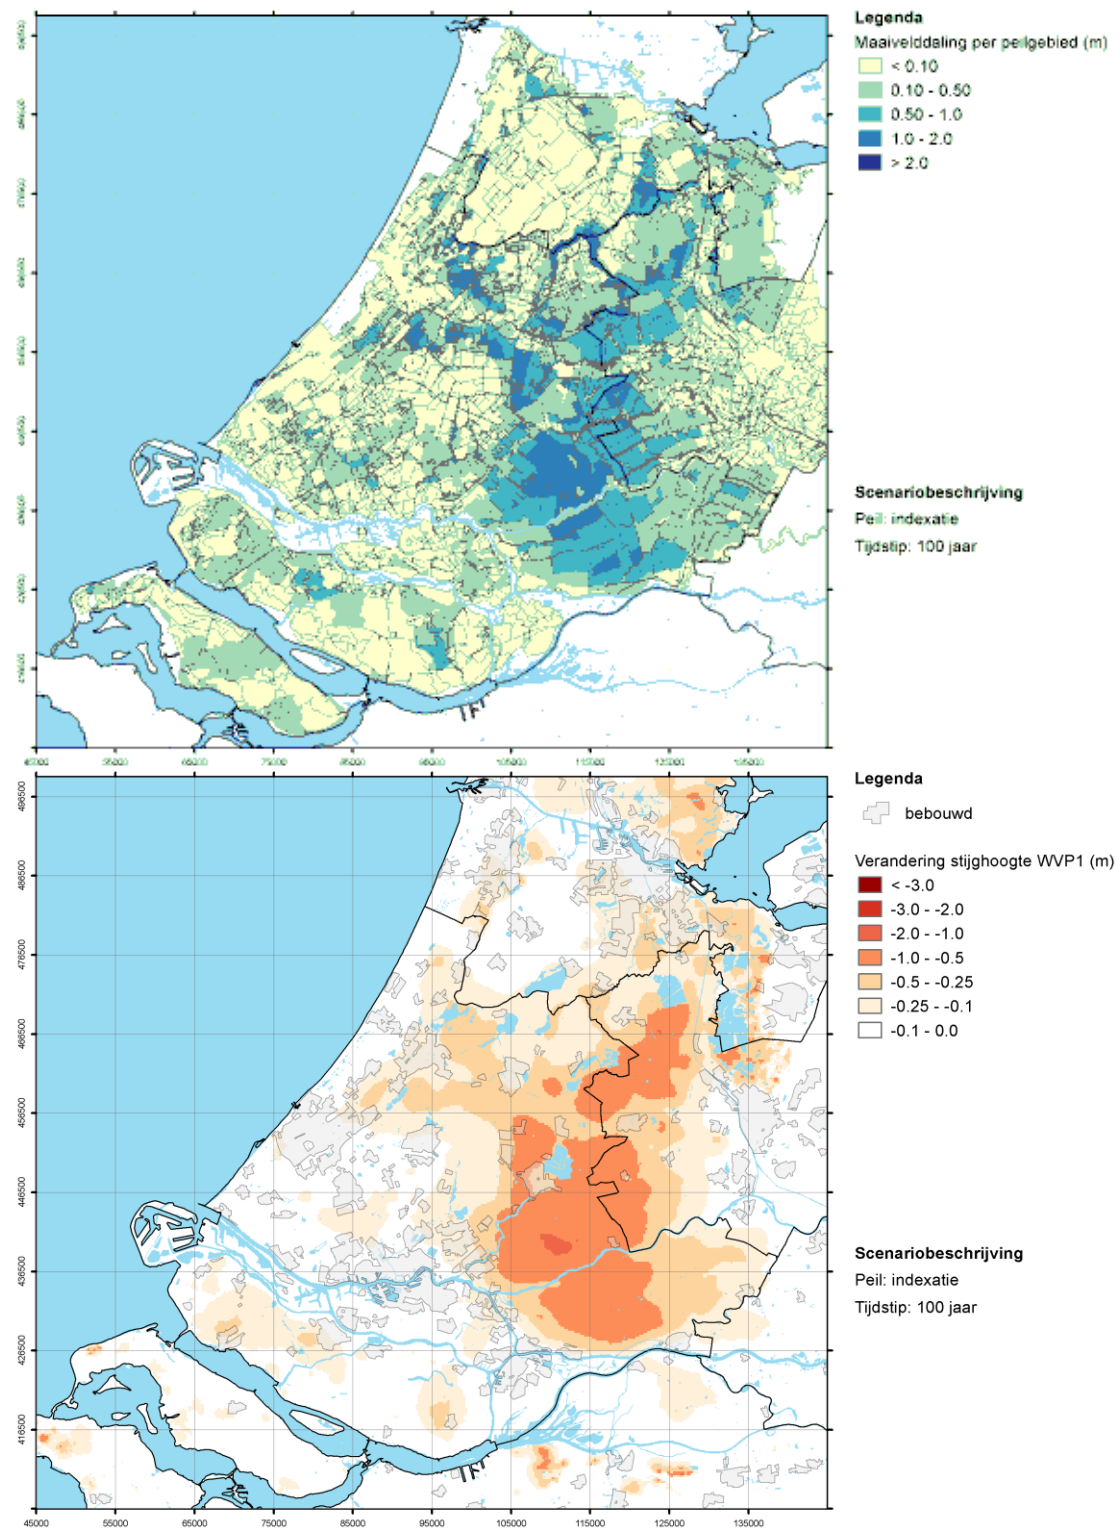 Legenda
Maaivelddaling per peilgebied (m)
< 0.10
0.10 - 0.50
0.50 - 1.0
1.0 - 2.0
> 2.0
Scenariobeschrijving
Peil: indexatie
Tijdstip: 100 jaar
Legenda
bebouwd
Verandering stijghoogte WVP1 (m)
< -3.0
-3.0 - -2.0
-2.0 - -1.0
-1.0 - -0.5
-0.5 - -0.25
-0.25 - -0.1
-0.1 - 0.0
486500
486500
476500
466500
456500
446500
436500
426500
416500
Scenariobeschrijving
Peil: indexatie
Tijdstip: 100 jaar
45000 55000 65000 75000 85000 95000 105000 115000 125000 135000